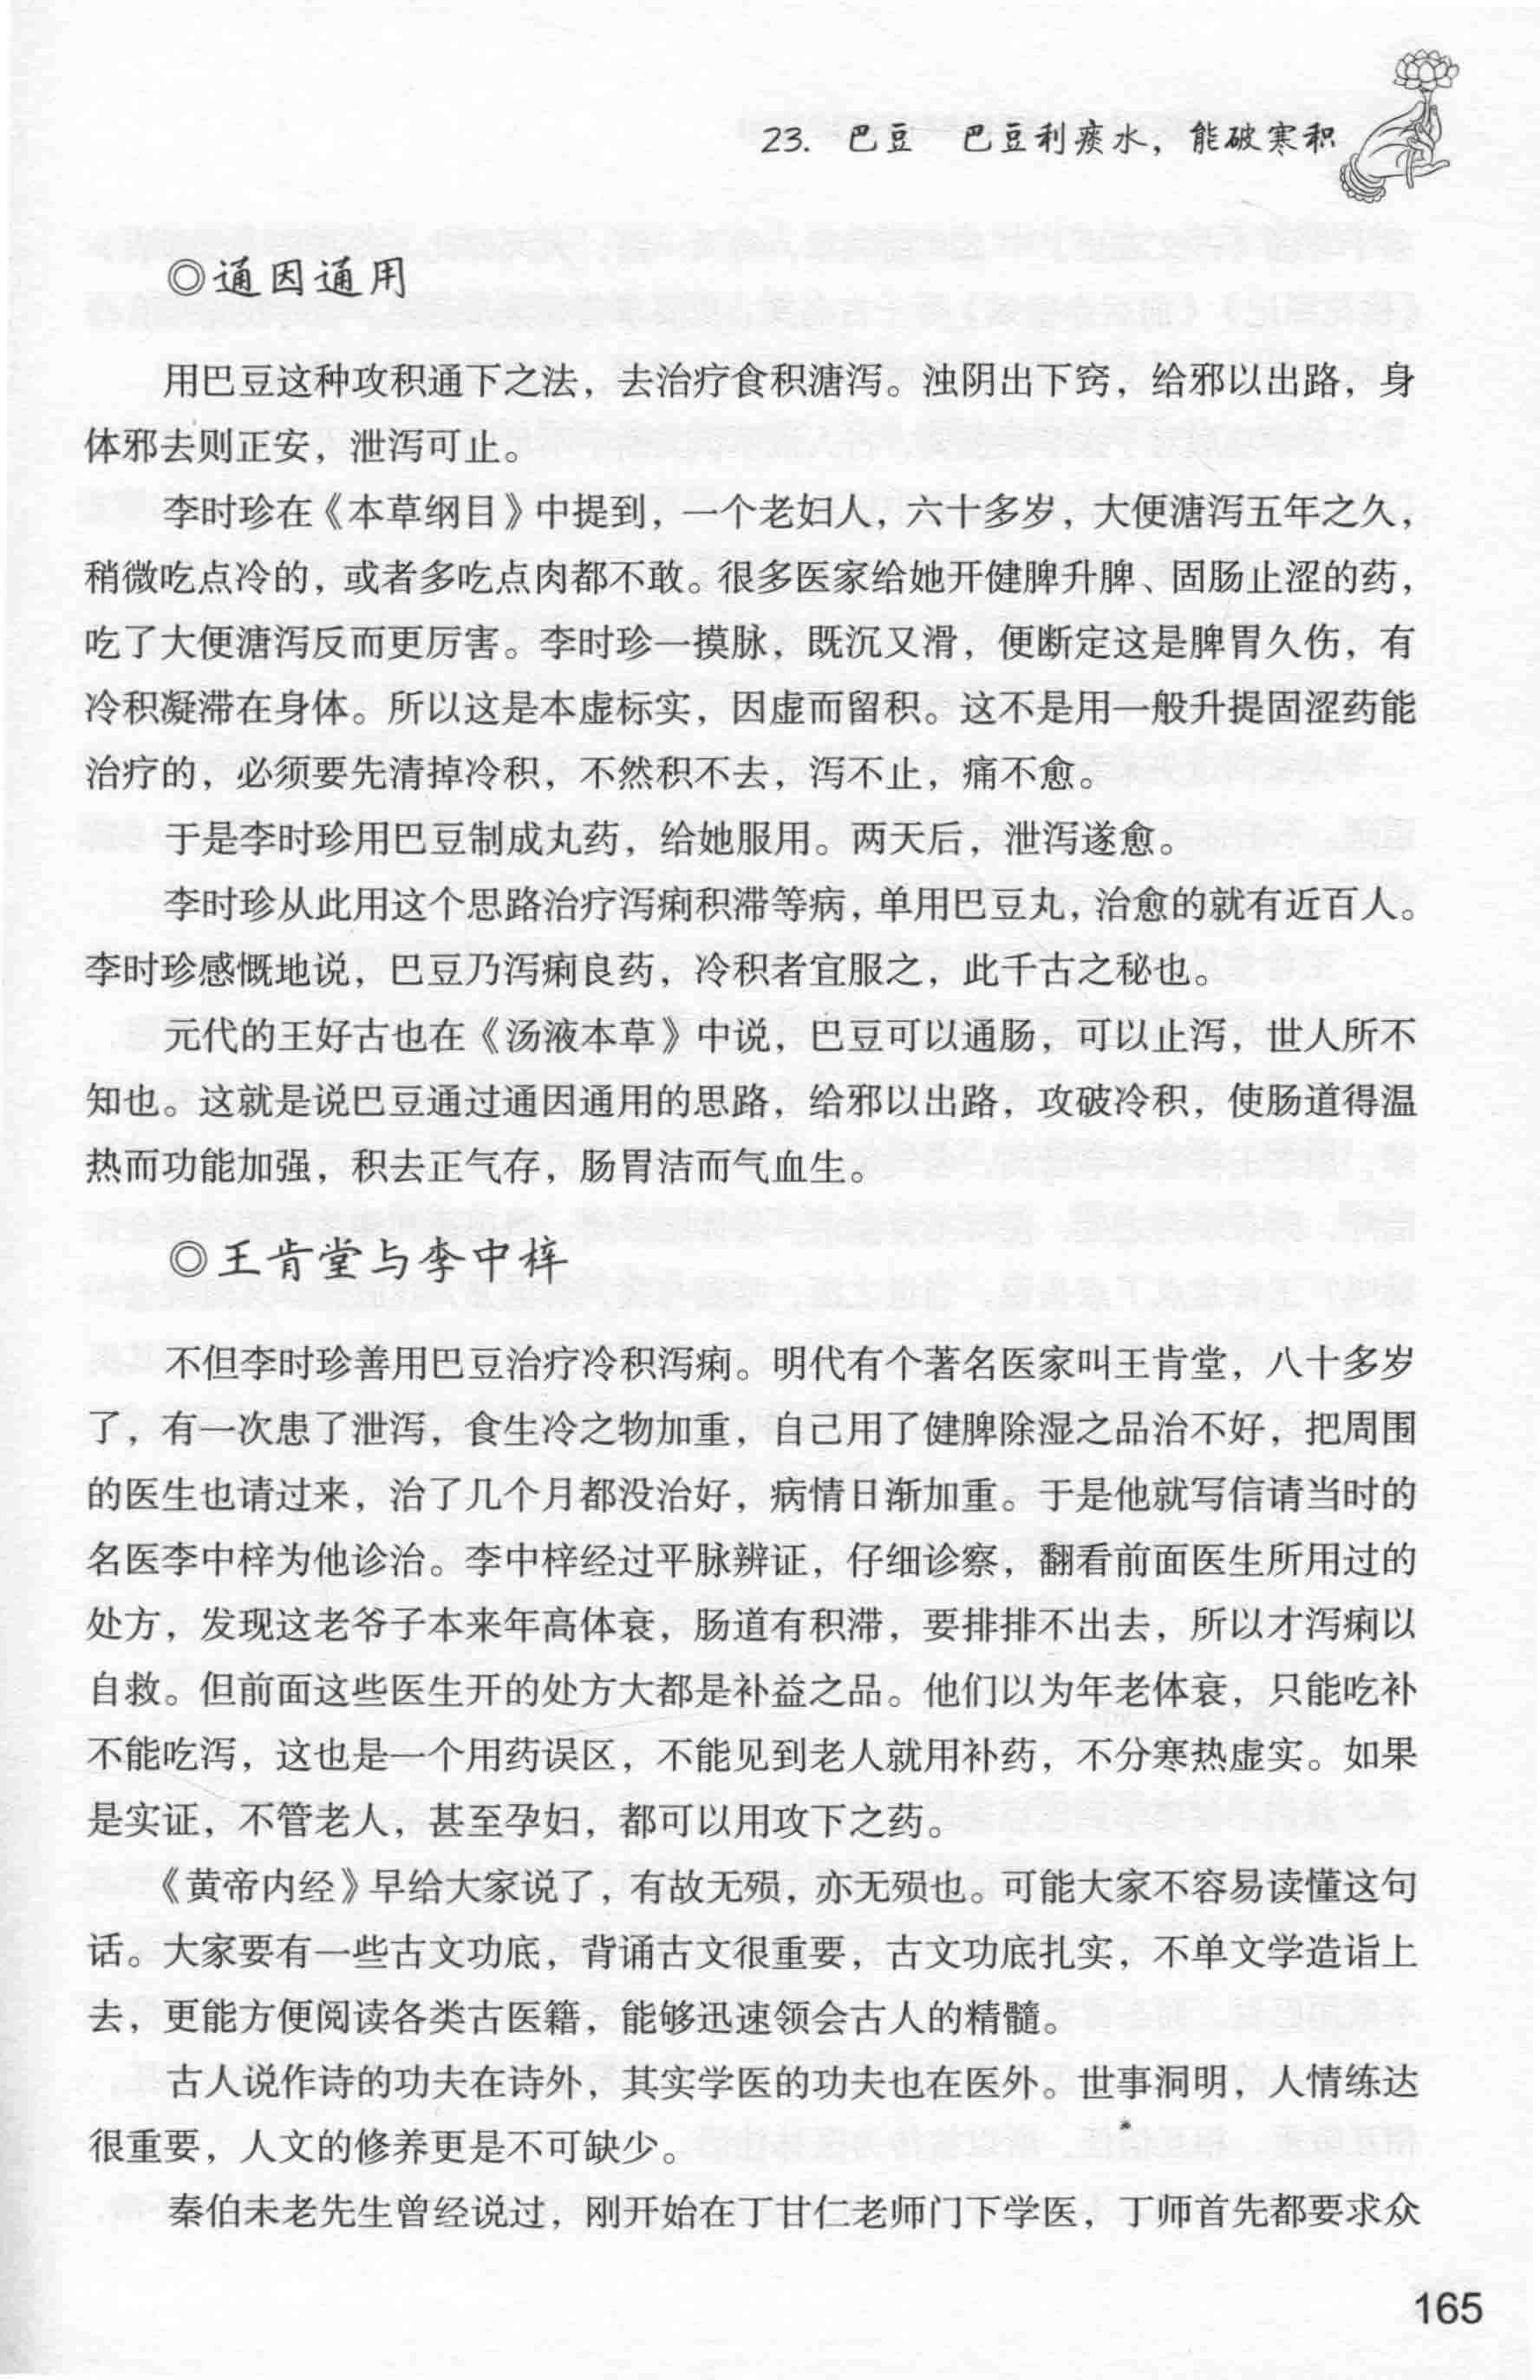 23. 巴豆 巴豆利痰水，能破寒积
◎通因通用
用巴豆这种攻积通下之法，去治疗食积溏泻。浊阴出下窍，给邪以出路，身
体邪去则正安，泄泻可止。
李时珍在《本草纲目》中提到，一个老妇人，六十多岁，大便溏泻五年之久，
稍微吃点冷的，或者多吃点肉都不敢。很多医家给她开健脾升脾、固肠止涩的药，
吃了大便溏泻反而更厉害。李时珍一摸脉，既沉又滑，便断定这是脾胃久伤，有
冷积凝滞在身体。所以这是本虚标实，因虚而留积。这不是用一般升提固涩药能
治疗的，必须要先清掉冷积，不然积不去，泻不止，痛不愈。
于是李时珍用巴豆制成丸药，给她服用。两天后，泄泻遂愈。
李时珍从此用这个思路治疗泻痢积滞等病，单用巴豆丸，治愈的就有近百人。
李时珍感慨地说，巴豆乃泻痢良药，冷积者宜服之，此千古之秘也。
元代的王好古也在《汤液本草》中说，巴豆可以通肠，可以止泻，世人所不
知也。这就是说巴豆通过通因通用的思路，给邪以出路，攻破冷积，使肠道得温
热而功能加强，积去正气存，肠胃洁而气血生。
◎王肯堂与李中梓
不但李时珍善用巴豆治疗冷积泻痢。明代有个著名医家叫王肯堂，八十多岁
了，有一次患了泄泻，食生冷之物加重，自己用了健脾除湿之品治不好，把周围
的医生也请过来，治了几个月都没治好，病情日渐加重。于是他就写信请当时的
名医李中梓为他诊治。李中梓经过平脉辨证，仔细诊察，翻看前面医生所用过的
处方，发现这老爷子本来年高体衰，肠道有积滞，要排排不出去，所以才泻痢以
自救。但前面这些医生开的处方大都是补益之品。他们以为年老体衰，只能吃补
不能吃泻，这也是一个用药误区，不能见到老人就用补药，不分寒热虚实。如果
是实证，不管老人，甚至孕妇，都可以用攻下之药。
《黄帝内经》早给大家说了，有故无殒，亦无殒也。可能大家不容易读懂这句
话。大家要有一些古文功底，背诵古文很重要，古文功底扎实，不单文学造诣上
去，更能方便阅读各类古医籍，能够迅速领会古人的精髓。
古人说作诗的功夫在诗外，其实学医的功夫也在医外。世事洞明，人情练达
很重要，人文的修养更是不可缺少。
秦伯未老先生曾经说过，刚开始在丁甘仁老师门下学医，丁师首先都要求众
165